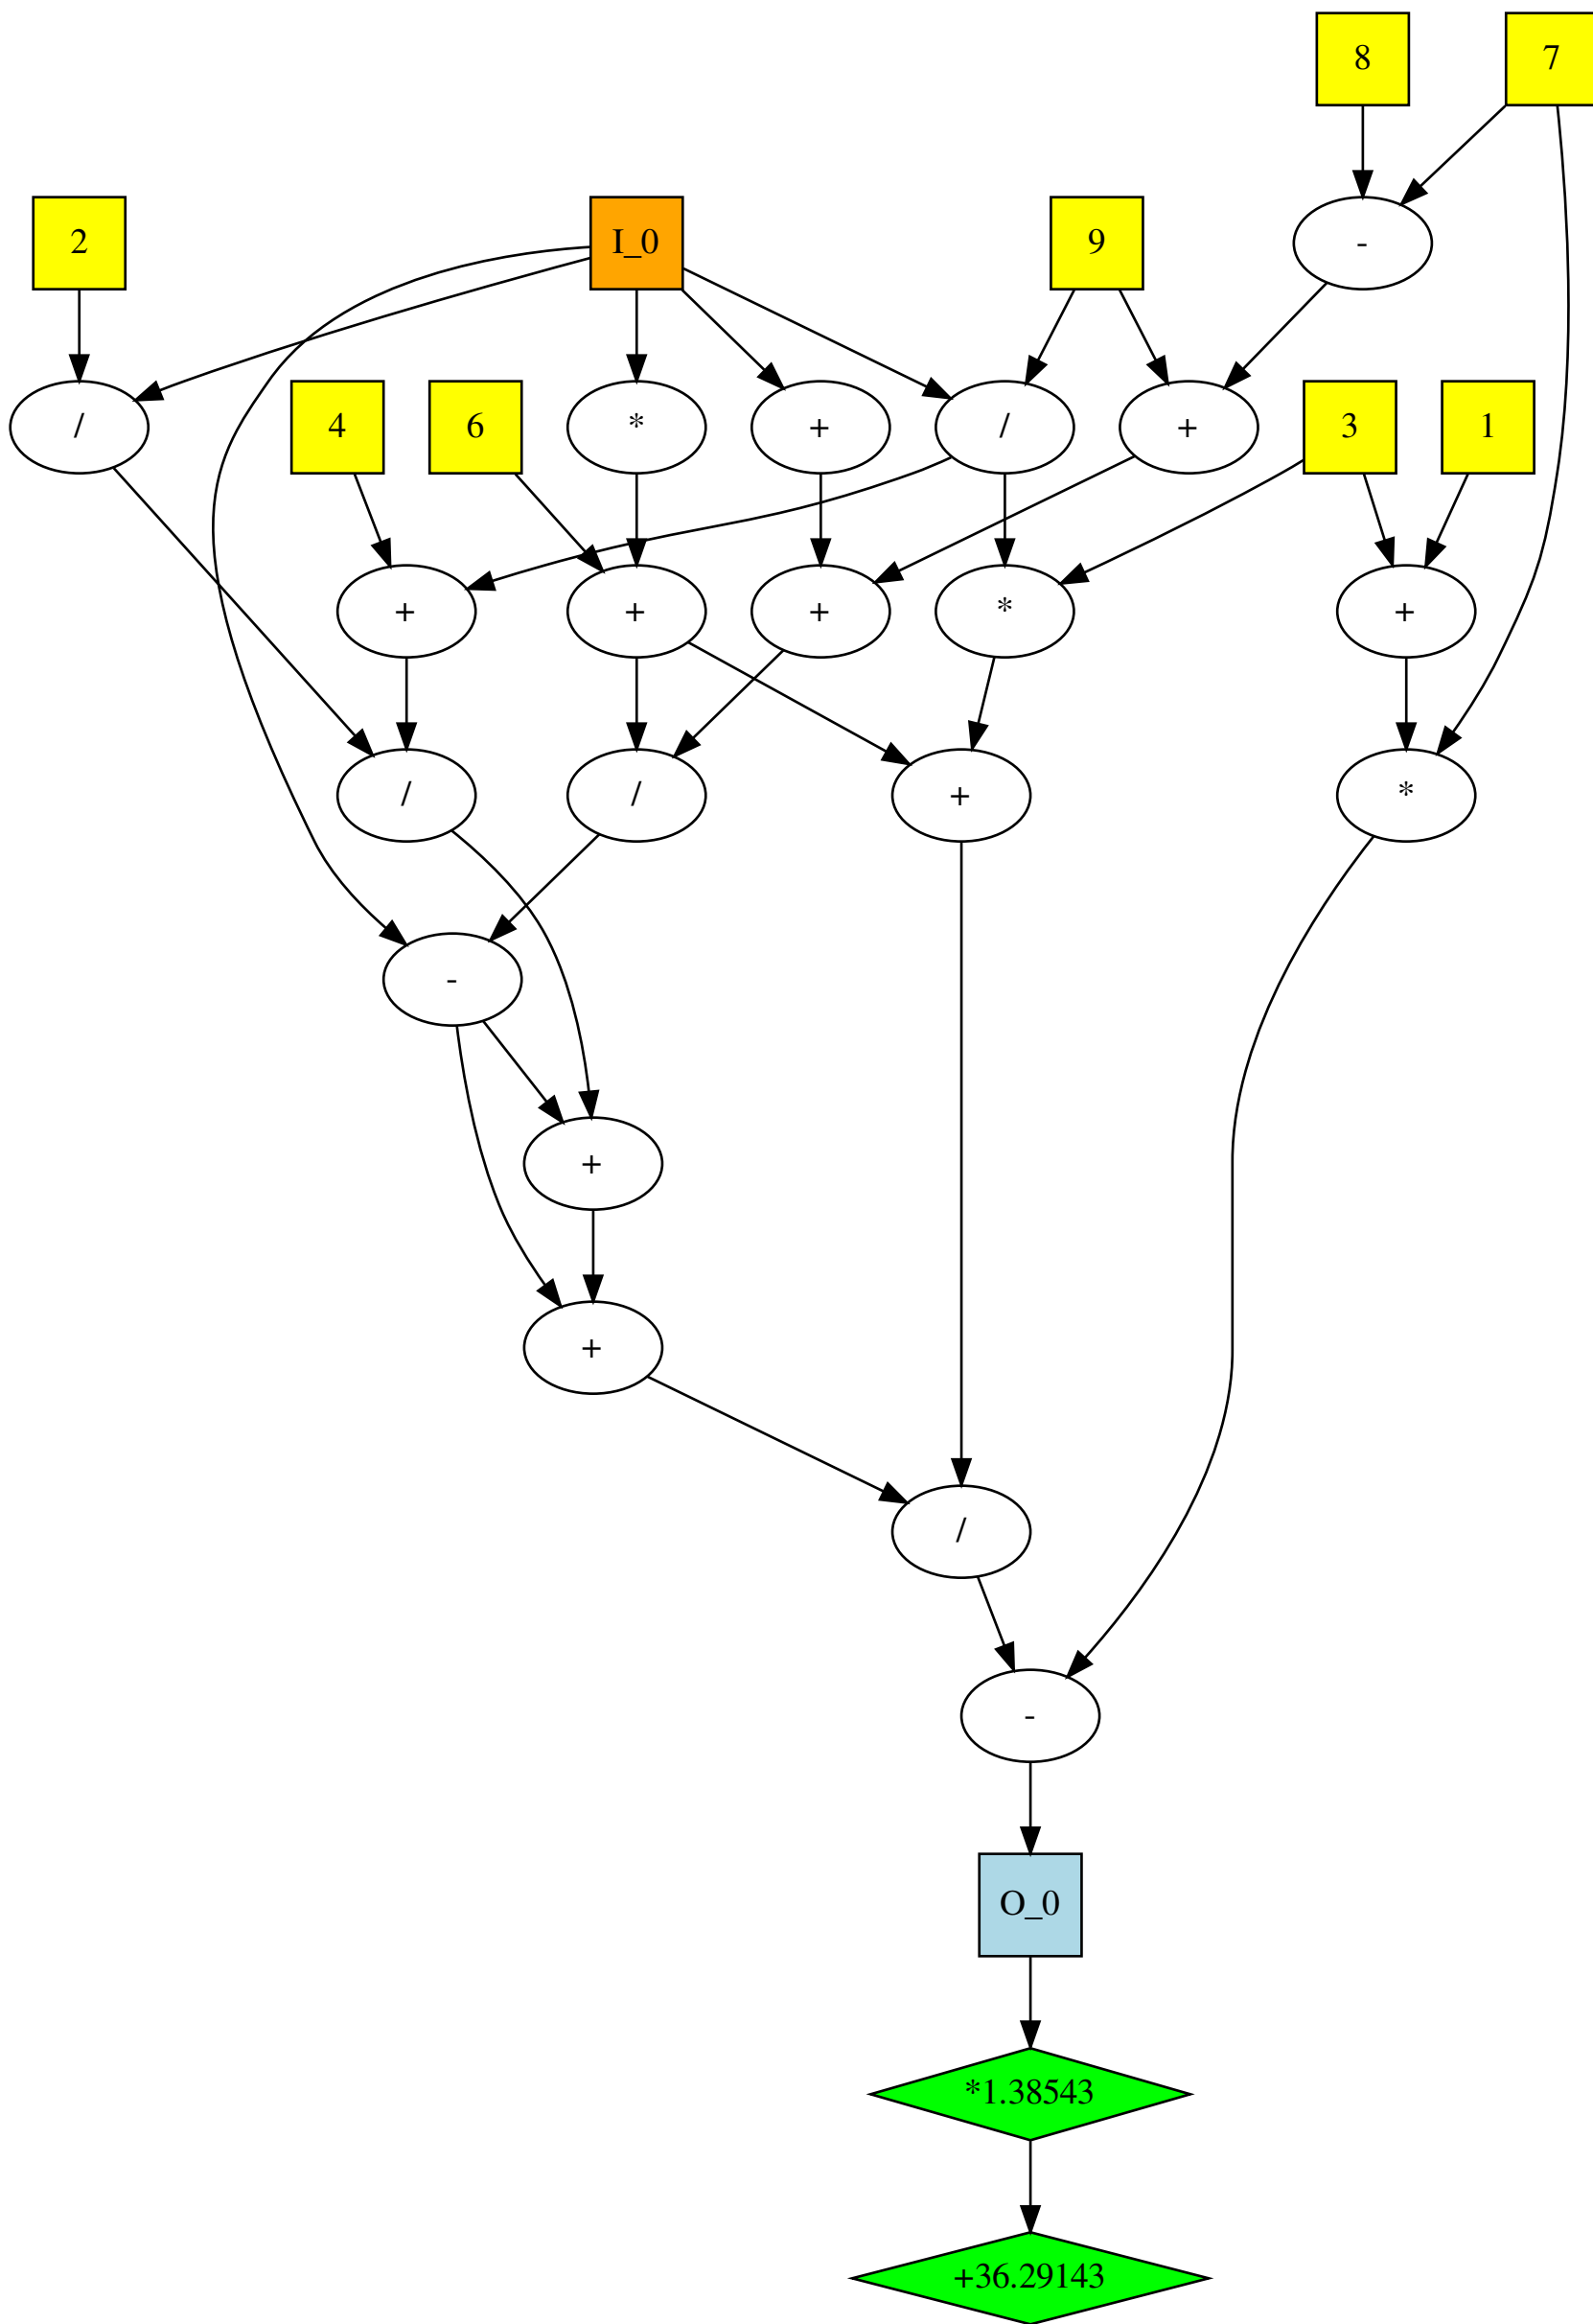 8 7
2 I_0 9 -
/ 4 6 * + / + 3 1
+ + + * +
/ / + *
-
+
+
/
-
O_0
*1.38543
+36.29143